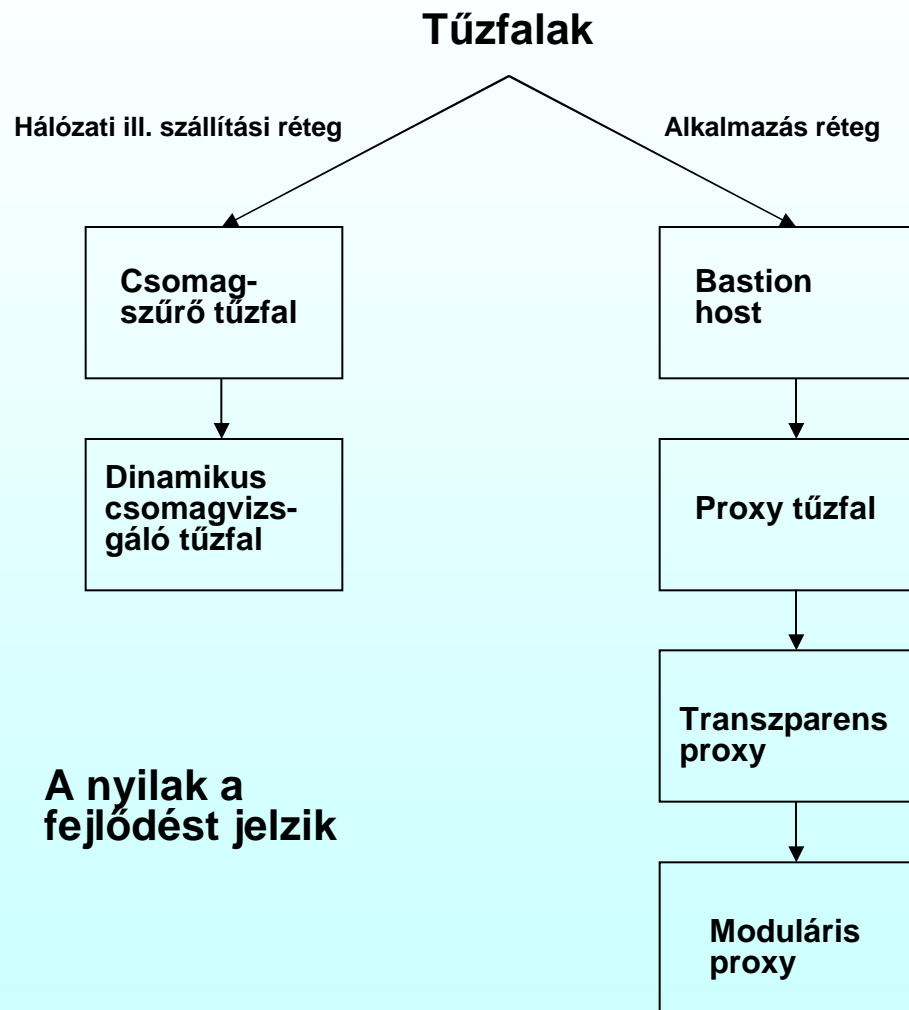 Tűzfalak
Hálózati ill. szállítási réteg
Alkalmazás réteg
Csomag-
szűrő tűzfal
Bastion
host
Dinamikus
csomagvizs-
gáló tűzfal
Proxy tűzfal
Transzparens
proxy
A nyilak a
fejlődést jelzik
Moduláris
proxy